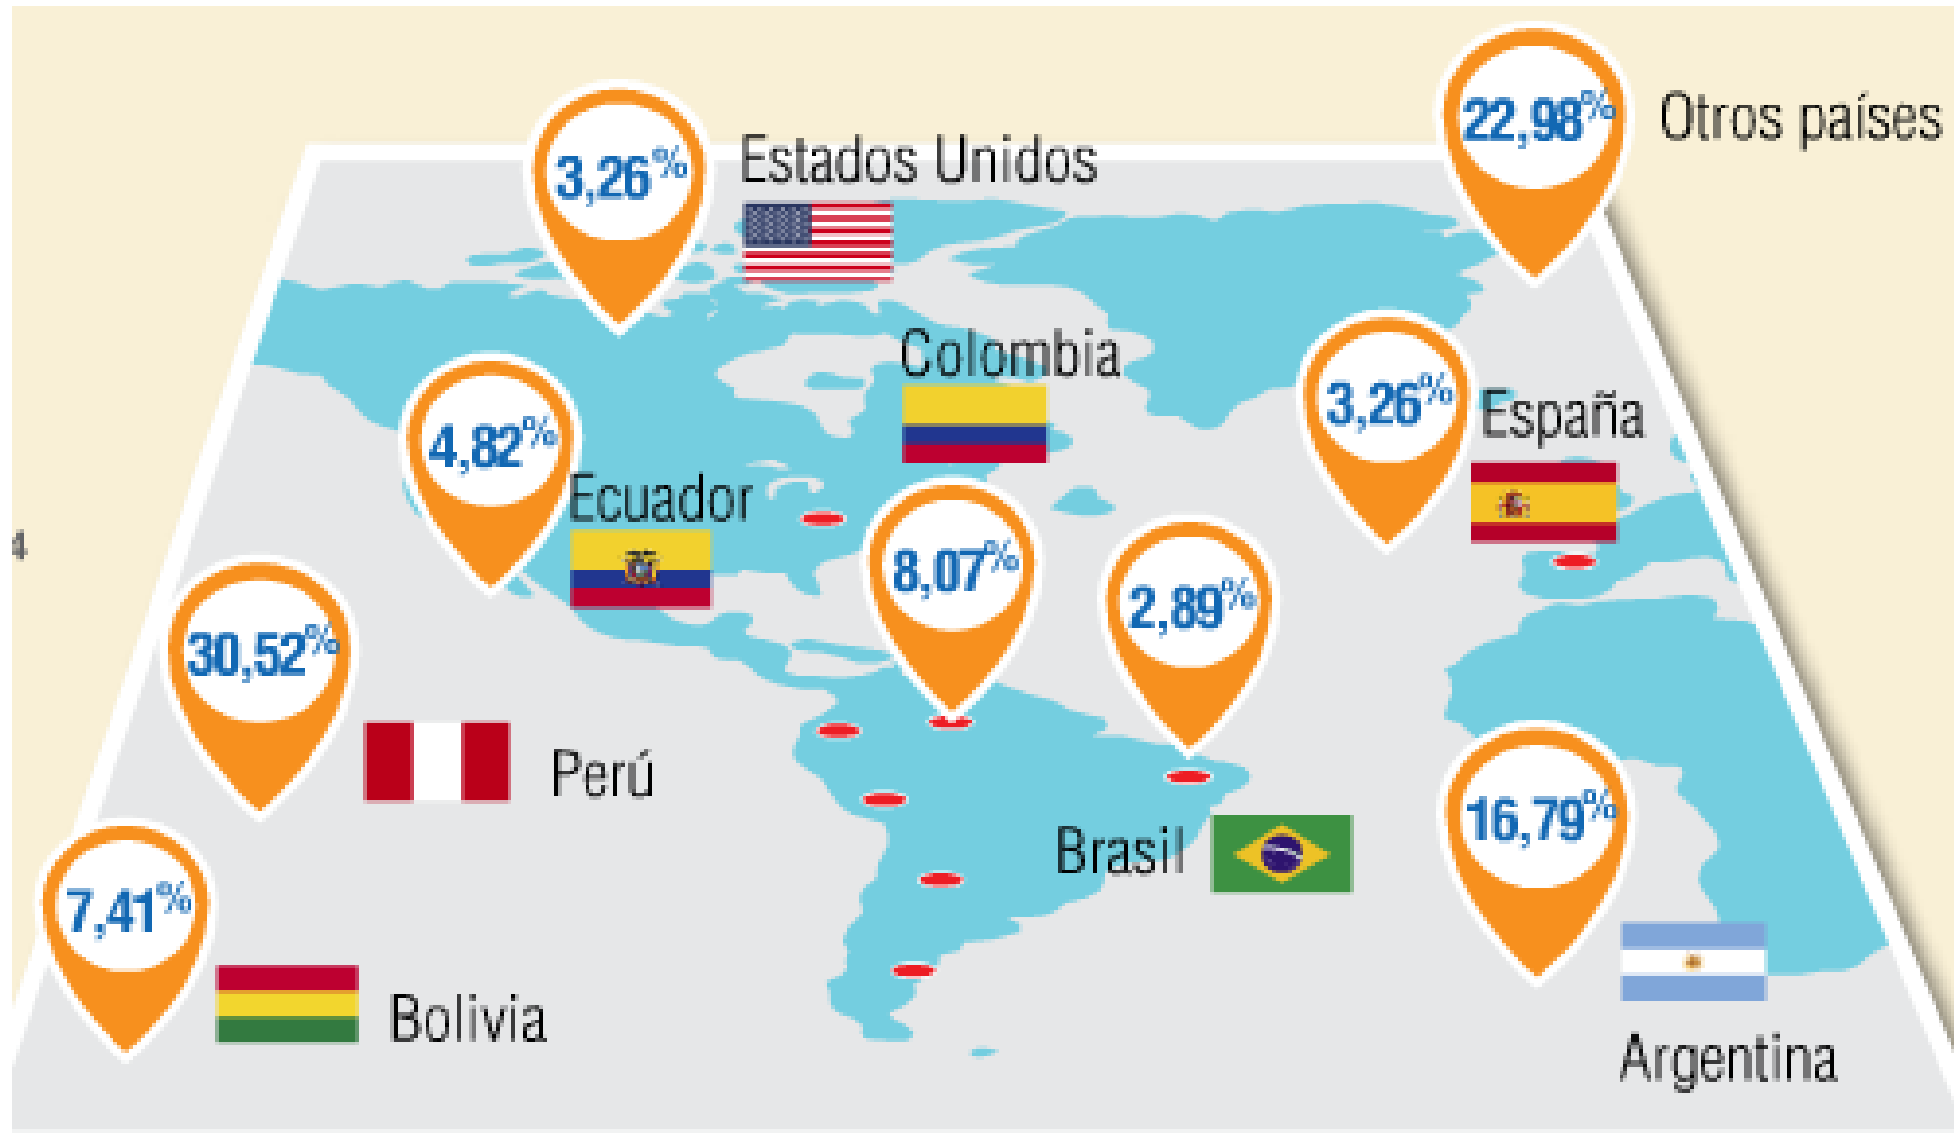 22,98%
Otros países
3,26%
Estados Unidos
Colombia
3,26%
España
4,82%
Ecuador
8,07%
2,89%
4
30,52%
Perú
Brasil
16,79%
7,41%
Bolivia
Argentina